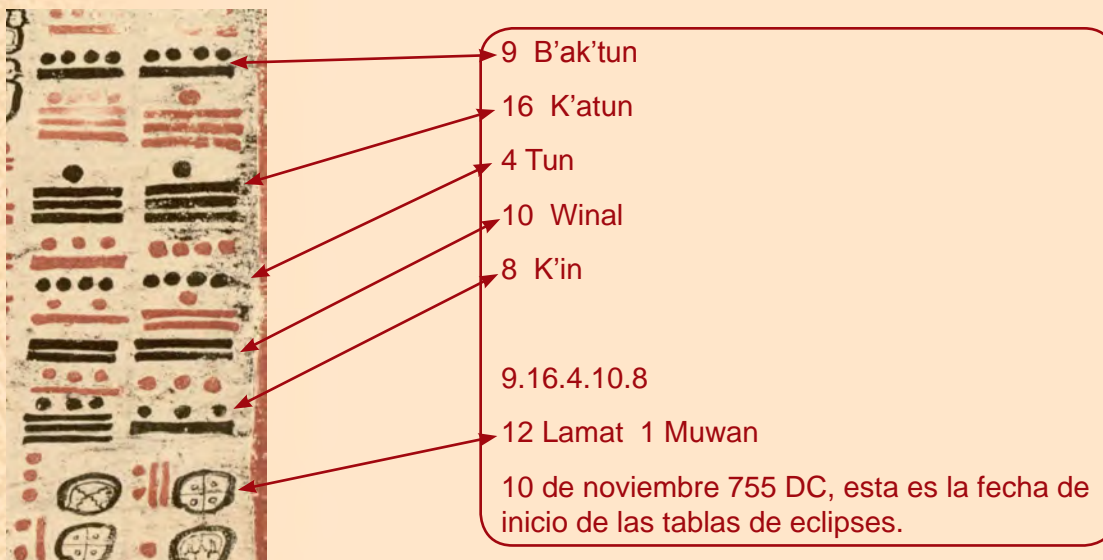 9 B'ak'tun
16 K'atun
4 Tun
10 Winal
8 K'in
9.16.4.10.8
12 Lamat 1 Muwan
10 de noviembre 755 DC, esta es la fecha de
inicio de las tablas de eclipses.